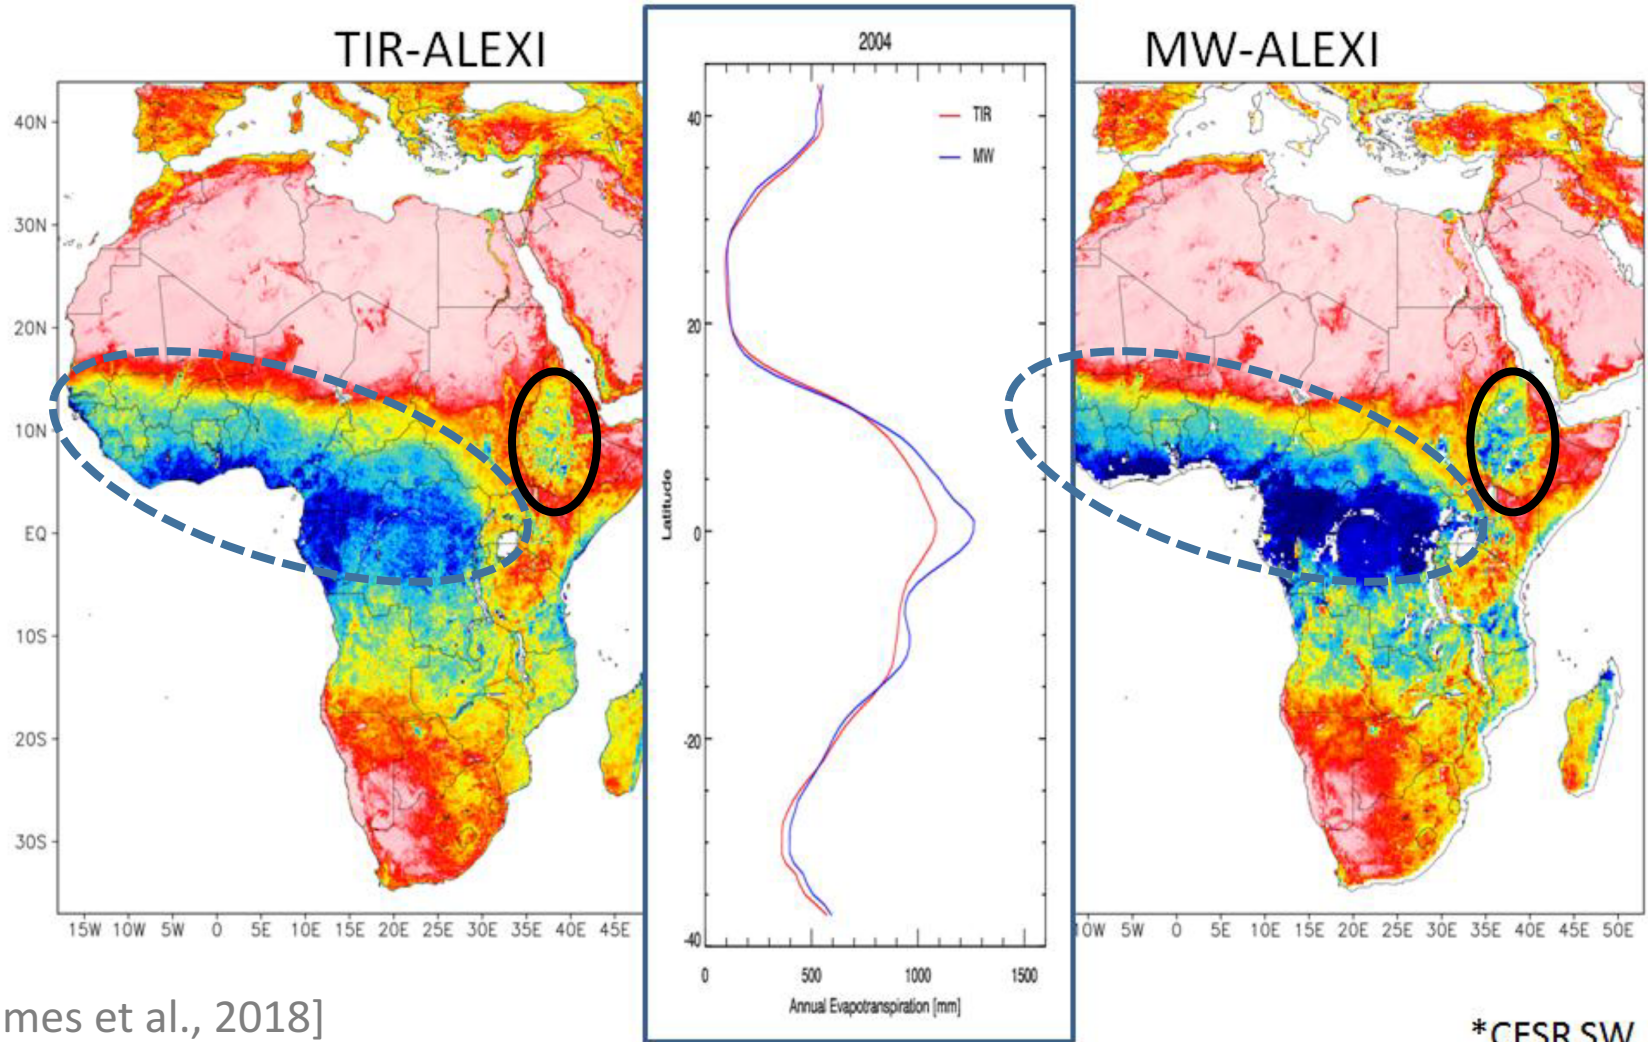 TIR-ALEXI
2004
MW-ALEXI
TIR
MW
40N
30N
20N
10N
EQ
10S
20S
30S
15W 10W 5W 0 5E 10E 15E 20E 25E 30E 35E 40E 45E
40
20
0
-20
-40
Latitude
0 500 1000 1500
Annual Evapotranspiration [mm]
10W 5W 0 5E 10E 15E 20E 25E 30E 35E 40E 45E 50E
mes et al., 2018]
*CFSR SW